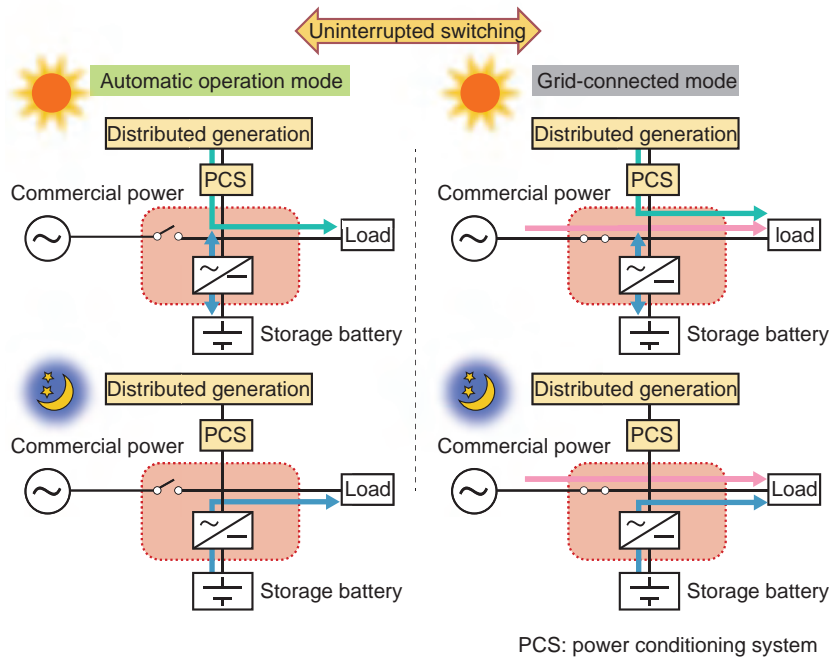 Uninterrupted switching
Automatic operation mode
Distributed generation
PCS
Commercial power
Load
Storage battery
Distributed generation
PCS
Commercial power
Load
Storage battery
Grid-connected mode
Distributed generation
PCS
Commercial power
load
Storage battery
Distributed generation
PCS
Commercial power
Load
Storage battery
PCS: power conditioning system